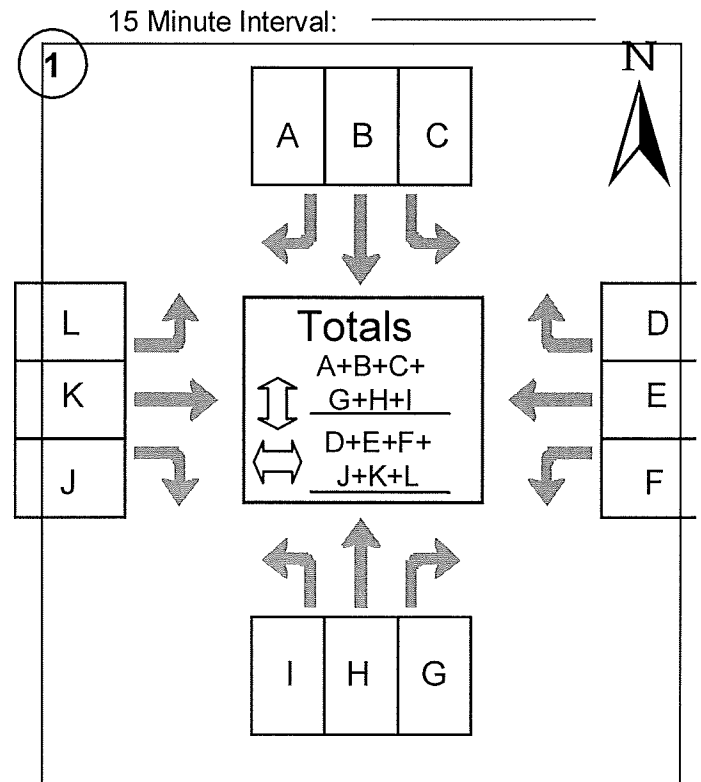 15 Minute Interval:
1
N
A B C
L
K
J
Totals
A+B+C+
G+H+I
D+E+F+
J+K+L
D
E
F
I H G